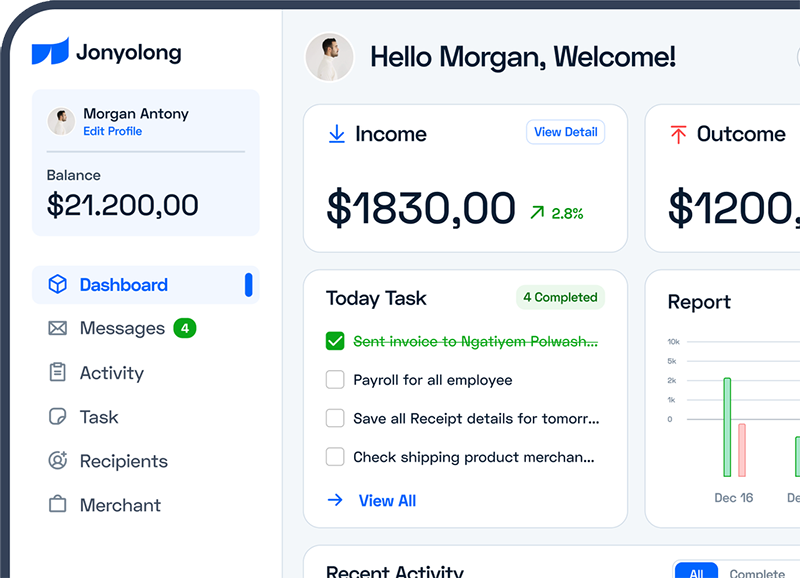 Jonyolong
Morgan Antony
Edit Profile
Balance
$21.200,00
Dashboard
Messages 4
Activity
Task
Recipients
Merchant
Hello Morgan, Welcome!
Income
View Detail
$1830,00
2.8%
Outcome
$1200,
Today Task
4 Completed
Sent invoice to Ngatiyem Polwash...
Payroll for all employee
Save all Receipt details for tomorr...
Check shipping product merchan...
View All
Report
10k
5k
2k
1k
0
Dec 16
De
Recent Activity
All
Complete